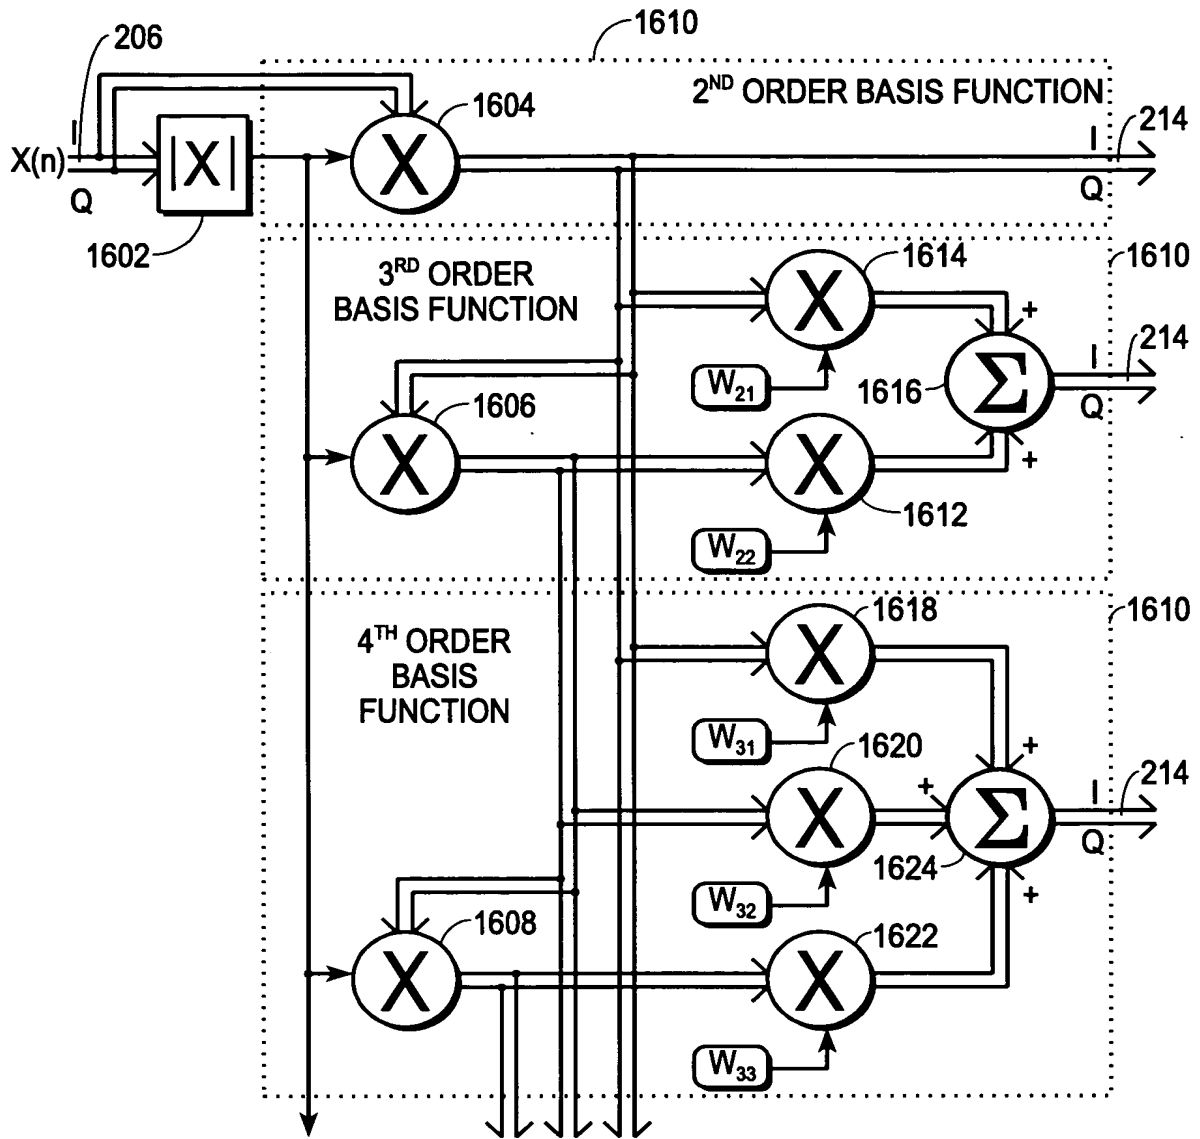 1610
206
2ND ORDER BASIS FUNCTION
1604
214
I
I
X(n)
|X|
X
Q
Q
1602
3RD ORDER
BASIS FUNCTION
1614
1610
X
+
214
I
W21
1616
Σ
Q
1606
X
X
+
1612
W22
4TH ORDER
BASIS
FUNCTION
1618
1610
X
W31
1620
+
214
+
I
X
Σ
Q
1624
W32
+
1608
1622
X
X
W33